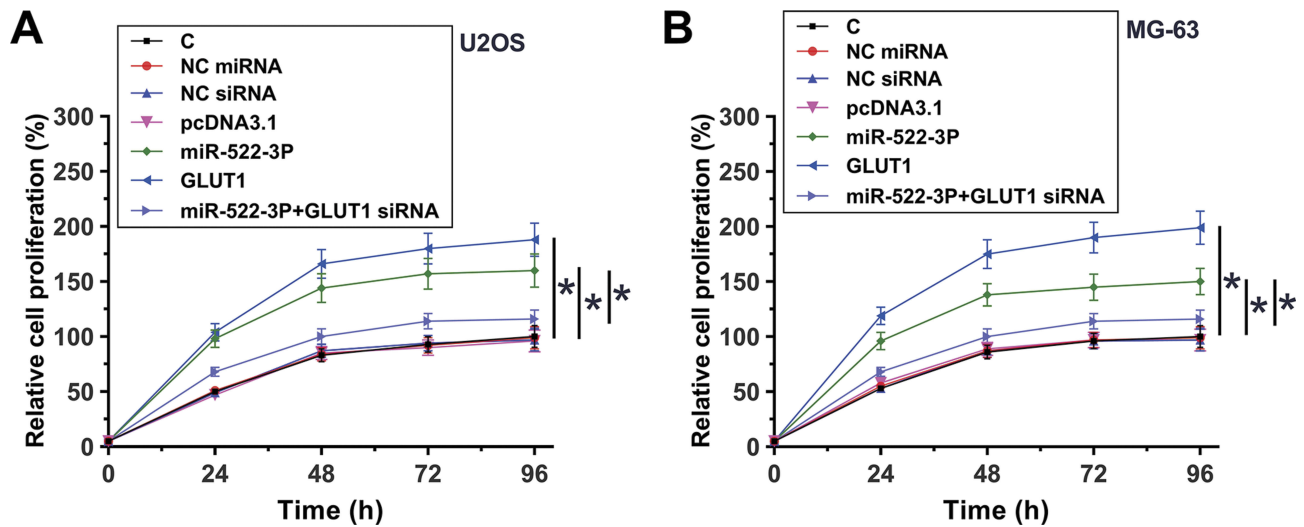 A
C
NC miRNA
NC siRNA
pcDNA3.1
miR-522-3P
GLUT1
miR-522-3P+GLUT1 siRNA
U2OS
Relative cell proliferation (%)
300
250
200
150
100
50
0
0 24 48 72 96
Time (h)
* * *
B
C
NC miRNA
NC siRNA
pcDNA3.1
miR-522-3P
GLUT1
miR-522-3P+GLUT1 siRNA
MG-63
Relative cell proliferation (%)
300
250
200
150
100
50
0
0 24 48 72 96
Time (h)
* * *